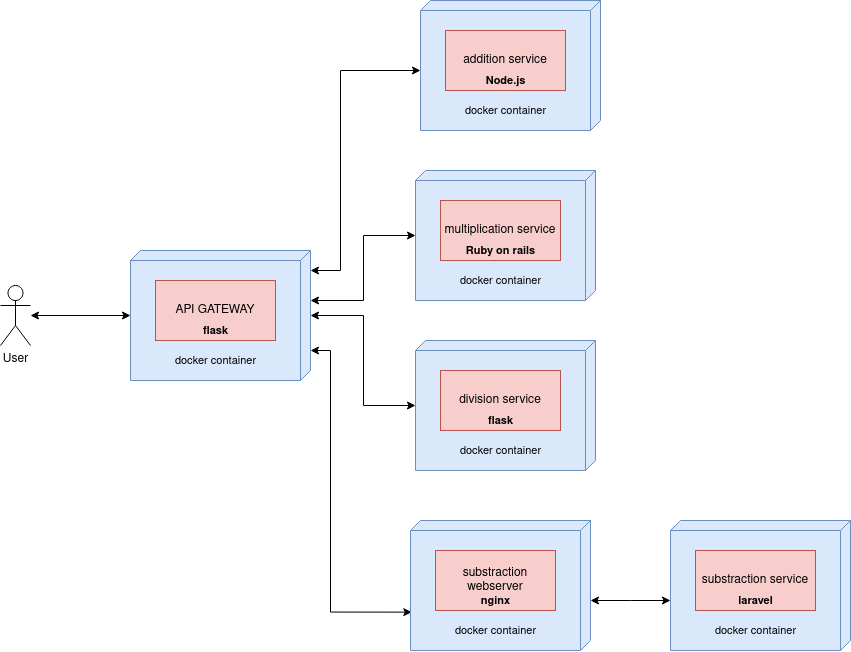 addition service
Node.js
docker container
multiplication service
Ruby on rails
docker container
API GATEWAY
flask
docker container
User
division service
flask
docker container
substraction
webserver
nginx
docker container
substraction service
laravel
docker container